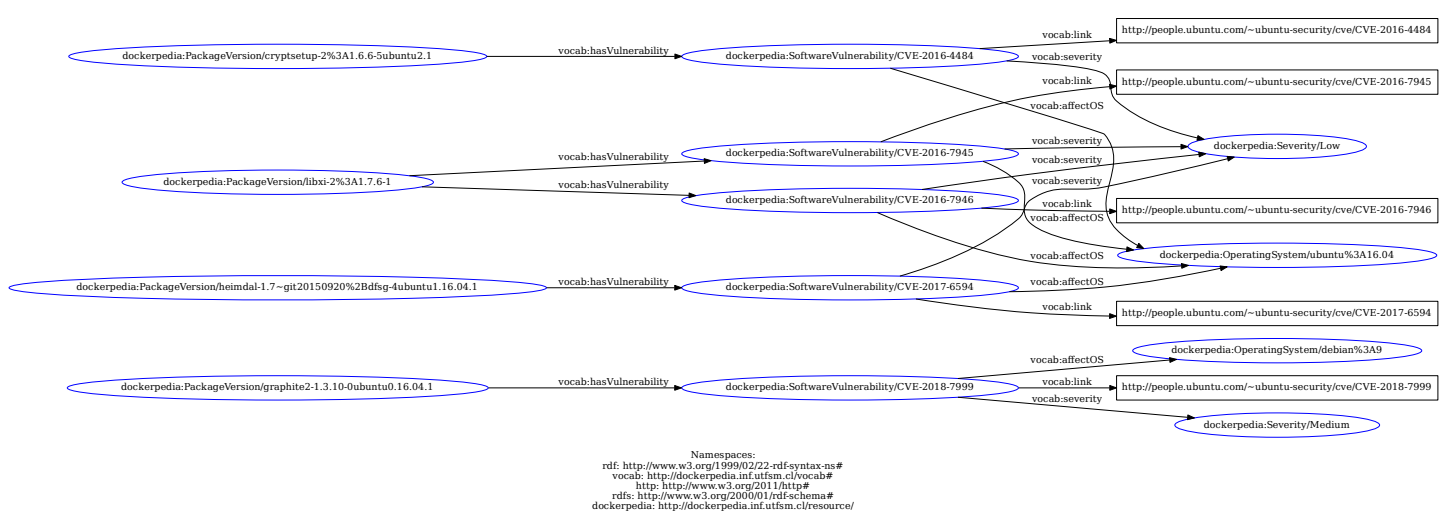 http://people.ubuntu.com/~ubuntu-security/cve/CVE-2016-4484
vocab:link
vocab:hasVulnerability
dockerpedia:PackageVersion/cryptsetup-2%3A1.6.6-5ubuntu2.1
dockerpedia:SoftwareVulnerability/CVE-2016-4484
vocab:severity
vocab:link
http://people.ubuntu.com/~ubuntu-security/cve/CVE-2016-7945
vocab:affectOS
vocab:severity
dockerpedia:Severity/Low
dockerpedia:SoftwareVulnerability/CVE-2016-7945
vocab:hasVulnerability
vocab:severity
dockerpedia:PackageVersion/libxi-2%3A1.7.6-1
vocab:hasVulnerability
vocab:severity
dockerpedia:SoftwareVulnerability/CVE-2016-7946
vocab:link
http://people.ubuntu.com/~ubuntu-security/cve/CVE-2016-7946
vocab:affectOS
vocab:affectOS
dockerpedia:OperatingSystem/ubuntu%3A16.04
vocab:hasVulnerability
vocab:affectOS
dockerpedia:PackageVersion/heimdal-1.7~git20150920%2Bdfsg-4ubuntu1.16.04.1
dockerpedia:SoftwareVulnerability/CVE-2017-6594
vocab:link
http://people.ubuntu.com/~ubuntu-security/cve/CVE-2017-6594
dockerpedia:OperatingSystem/debian%3A9
vocab:affectOS
vocab:hasVulnerability
vocab:link
dockerpedia:PackageVersion/graphite2-1.3.10-0ubuntu0.16.04.1
dockerpedia:SoftwareVulnerability/CVE-2018-7999
http://people.ubuntu.com/~ubuntu-security/cve/CVE-2018-7999
vocab:severity
dockerpedia:Severity/Medium
Namespaces:
rdf: http://www.w3.org/1999/02/22-rdf-syntax-ns#
vocab: http://dockerpedia.inf.utfsm.cl/vocab#
http: http://www.w3.org/2011/http#
rdfs: http://www.w3.org/2000/01/rdf-schema#
dockerpedia: http://dockerpedia.inf.utfsm.cl/resource/